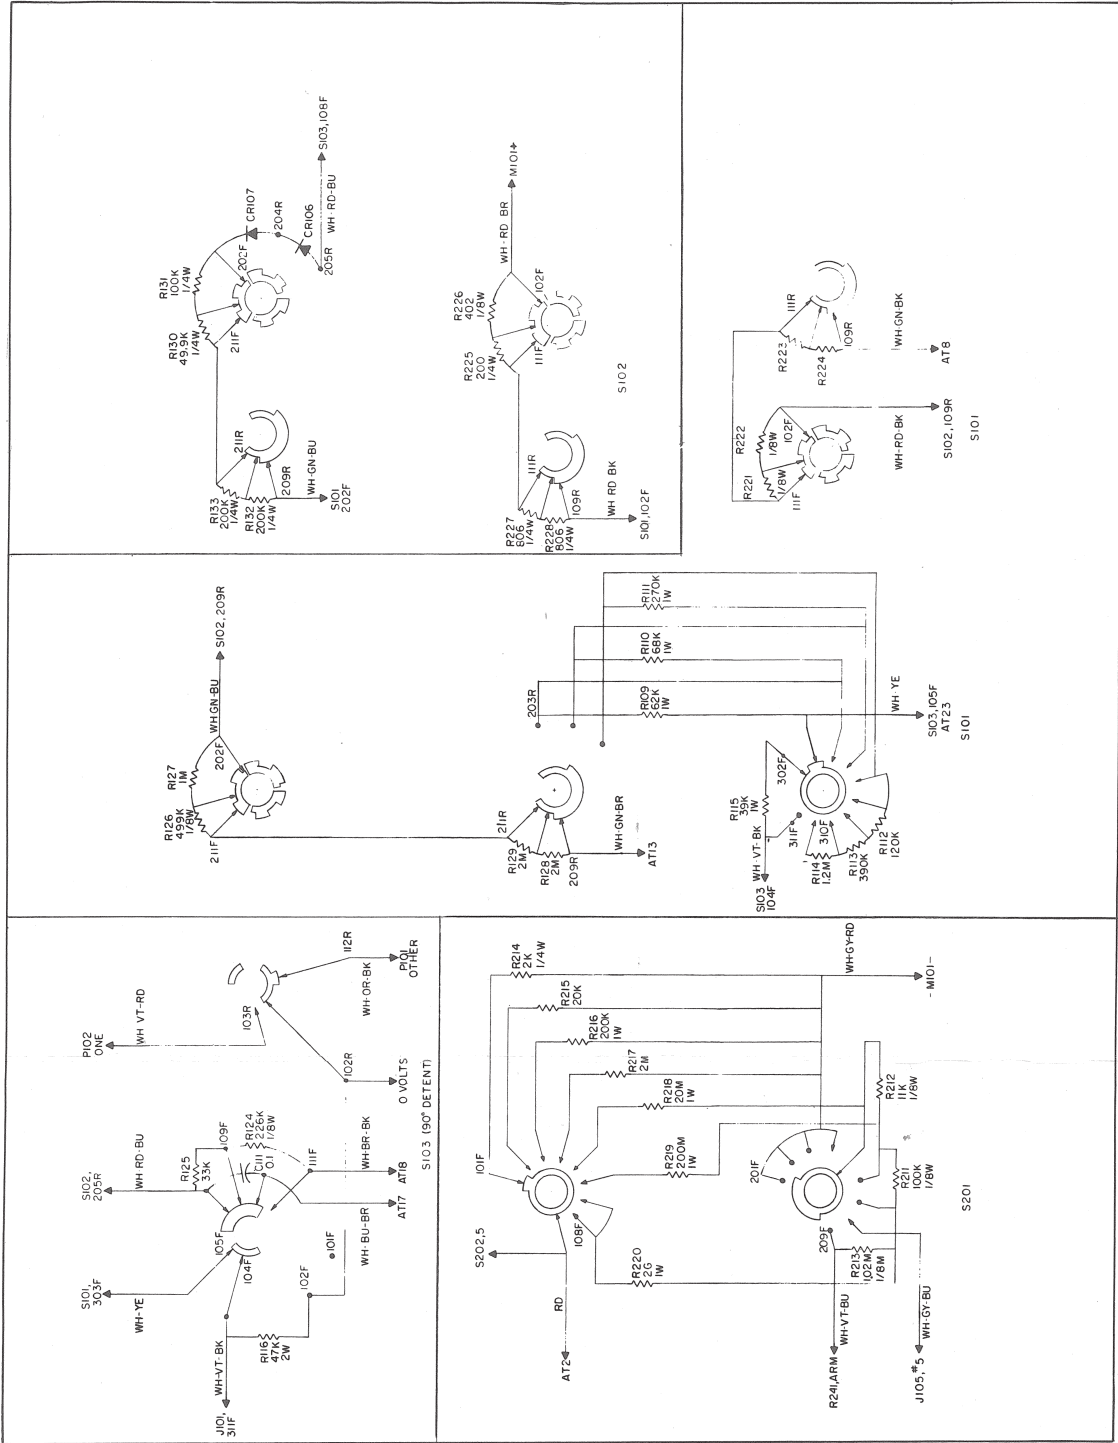 R131
100K
1/4W
R130
49.9K
1/4W
211F
202F
CR107
204R
CR106
205R
WH-RD-BU
S103,108F
R133
200K
1/4W
R132
200K
1/4W
211R
209R
WH-GN-BU
S101
202F
R226
402
1/8W
R225
200
1/4W
111F
102F
WH-RD BR
M101+
S102
R227
806
1/4W
R228
806
1/4W
111R
109R
WH RD BK
S101,102F
R222
1/8W
R221
1/8W
111F
102F
WH-RD-BK
S102,109R
R223
R224
111R
109R
WH-GN-BK
AT8
S101
R127
1M
R126
499K
1/8W
211F
202F
WH GN-BU
S102,209R
R129
2M
R128
2M
211R
209R
WH-GN-BR
AT13
203R
R109
62K
1W
R110
68K
1W
R111
270K
1W
WH-YE
S103,105F
AT23
S101
302F
R115
39K
1W
WH-VT-BK
S103
104F
311F
310F
R114
1.2M
R113
390K
R112
120K
P102
ONE
WH VT-RD
103R
112R
WH-OR-BK
P101
OTHER
102R
0 VOLTS
S102,
205R
WH-RD-BU
R125
33K
109F
R124
226K
1/8W
C111
0.1
111F
WH-BR-BK
AT18
AT17
WH-BU-BR
S103 (90° DETENT)
S101,
303F
WH-YE
105F
104F
101F
102F
R116
47K
2W
WH-VT-BK
J101,
311F
R214
2K
1/4W
R215
20K
R216
200K
1W
R217
2M
R218
20M
1W
R219
200M
1W
R220
2G
1W
101F
108F
S202,5
RD
AT2
WH-GY-RD
M101-
R212
11K
1/8W
R211
100K
1/8W
201F
209F
R213
1.02M
1/8M
WH-VT-BU
R241,ARM
WH-GY-BU
J105,#5
S201